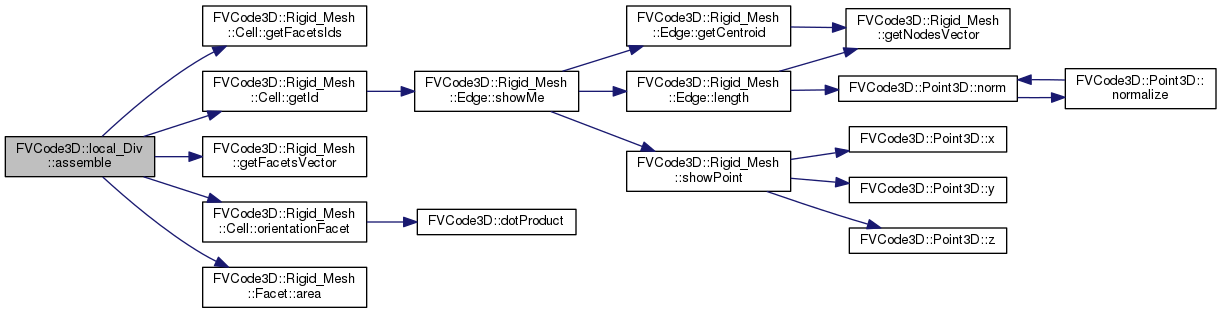 FVCode3D::local_Div
::assemble
FVCode3D::Rigid_Mesh
::Cell::getFacetsIds
FVCode3D::Rigid_Mesh
::Cell::getId
FVCode3D::Rigid_Mesh
::getFacetsVector
FVCode3D::Rigid_Mesh
::Cell::orientationFacet
FVCode3D::Rigid_Mesh
::Facet::area
FVCode3D::Rigid_Mesh
::Edge::showMe
FVCode3D::dotProduct
FVCode3D::Rigid_Mesh
::Edge::getCentroid
FVCode3D::Rigid_Mesh
::Edge::length
FVCode3D::Rigid_Mesh
::showPoint
FVCode3D::Rigid_Mesh
::getNodesVector
FVCode3D::Point3D::norm
FVCode3D::Point3D::x
FVCode3D::Point3D::y
FVCode3D::Point3D::z
FVCode3D::Point3D::
normalize